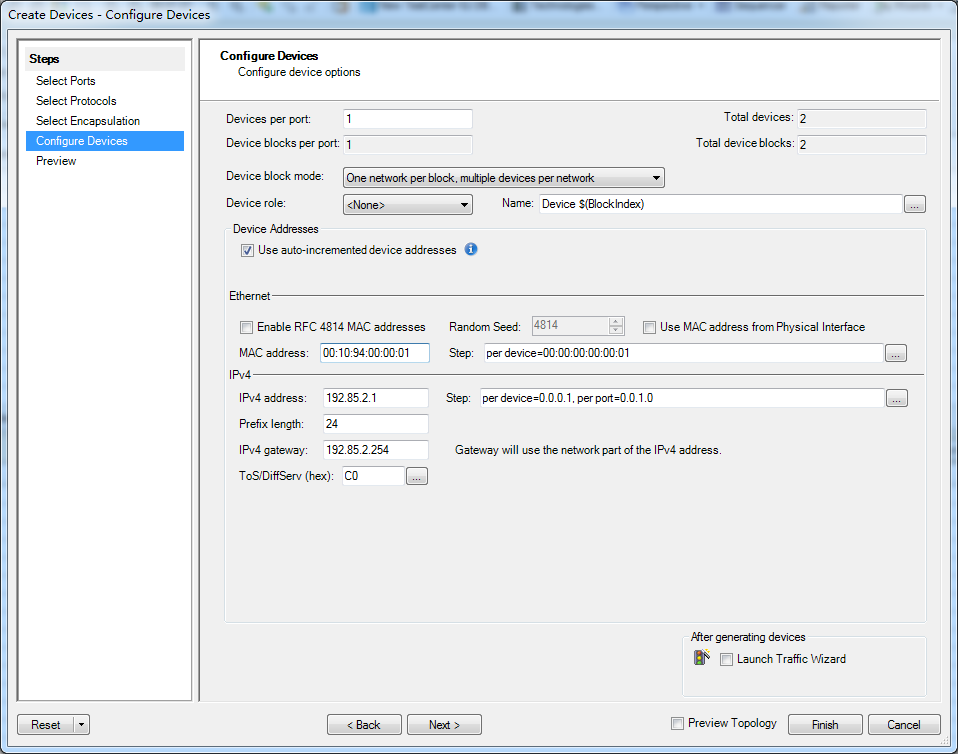 Create Devices - Configure Devices
Steps
Select Ports
Select Protocols
Select Encapsulation
Configure Devices
Preview
Configure Devices
Configure device options
Devices per port: 1 Total devices: 2
Device blocks per port: 1 Total device blocks: 2
Device block mode: One network per block, multiple devices per network
Device role: <None> Name: Device $(BlockIndex) ...
Device Addresses
Use auto-incremented device addresses
Ethernet
Enable RFC 4814 MAC addresses Random Seed: 4814 Use MAC address from Physical Interface
MAC address: 00:10:94:00:00:01 Step: per device=00:00:00:00:00:01 ...
IPv4
IPv4 address: 192.85.2.1 Step: per device=0.0.0.1, per port=0.0.1.0 ...
Prefix length: 24
IPv4 gateway: 192.85.2.254 Gateway will use the network part of the IPv4 address.
ToS/DiffServ (hex): C0 ...
After generating devices
Launch Traffic Wizard
Reset < Back Next > Preview Topology Finish Cancel